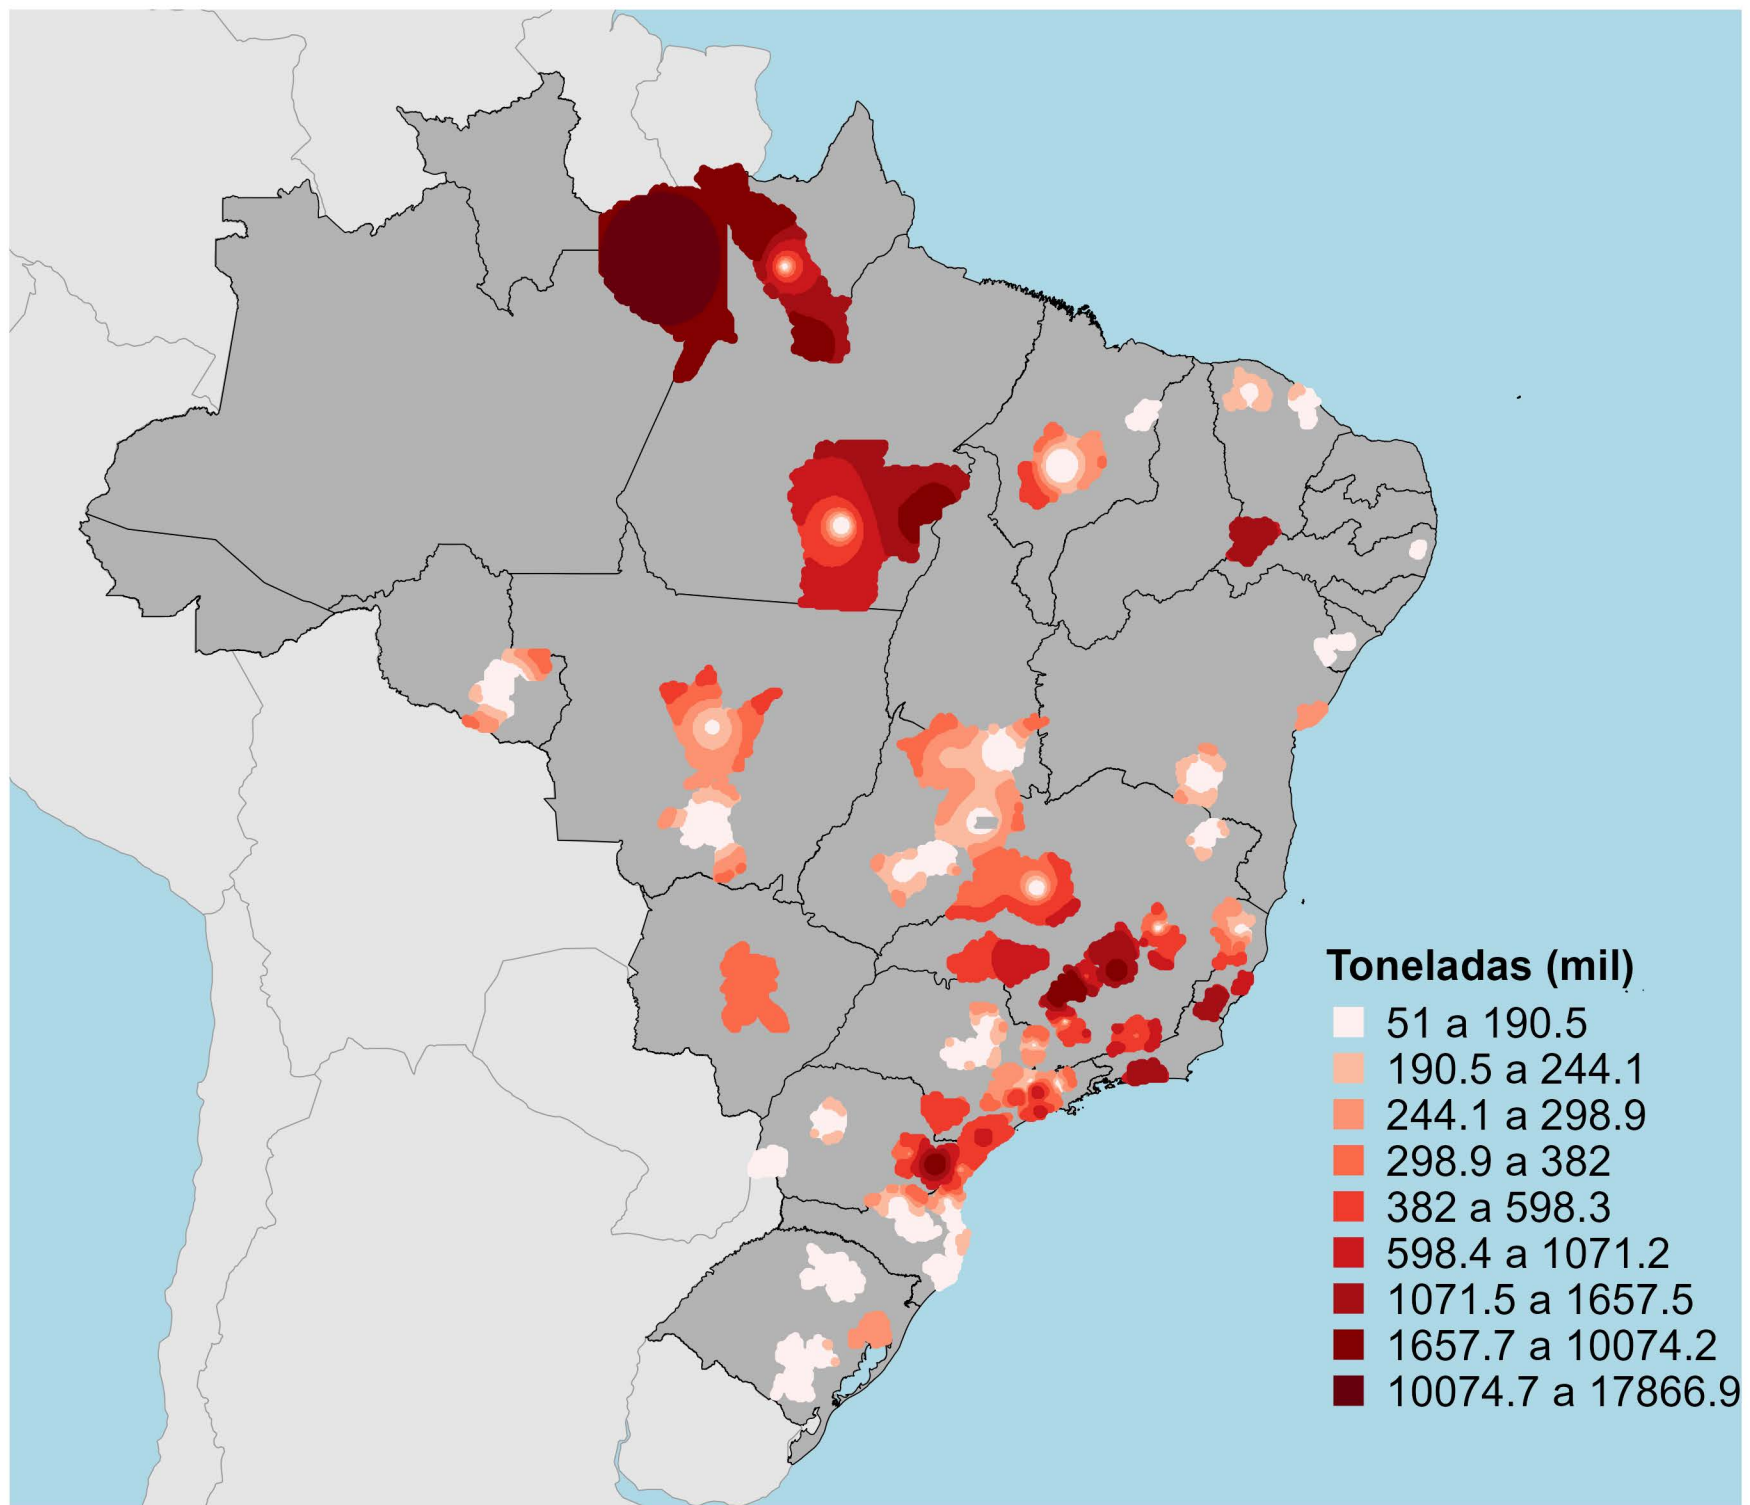 Toneladas (mil)
51 a 190.5
190.5 a 244.1
244.1 a 298.9
298.9 a 382
382 a 598.3
598.4 a 1071.2
1071.5 a 1657.5
1657.7 a 10074.2
10074.7 a 17866.9